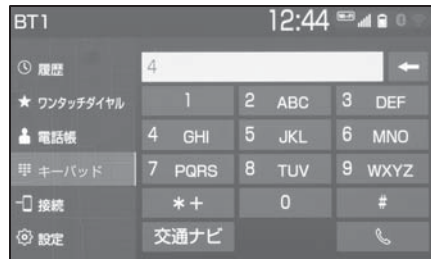 BT1 12:44
履歴 4
ワンタッチダイヤル 1 2 ABC 3 DEF
電話帳 4 GHI 5 JKL 6 MNO
キーパッド 7 PQRS 8 TUV 9 WXYZ
接続 *+ 0 #
設定 交通ナビ